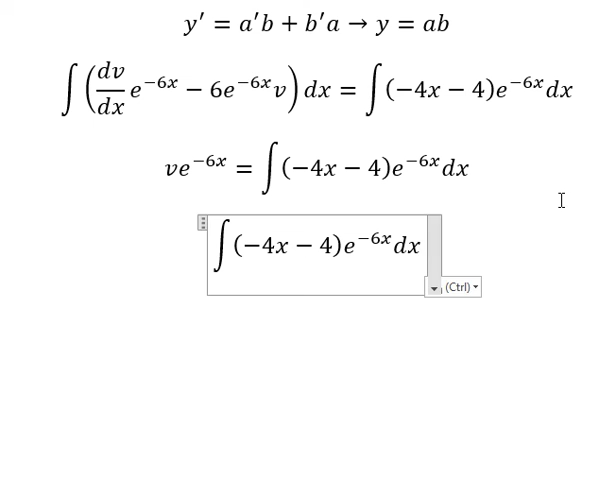 y′ = a′b + b′a → y = ab
∫(dv/dx e^{−6x} − 6e^{−6x}v) dx = ∫(−4x − 4)e^{−6x}dx
ve^{−6x} = ∫(−4x − 4)e^{−6x}dx
∫(−4x − 4)e^{−6x}dx
(Ctrl)